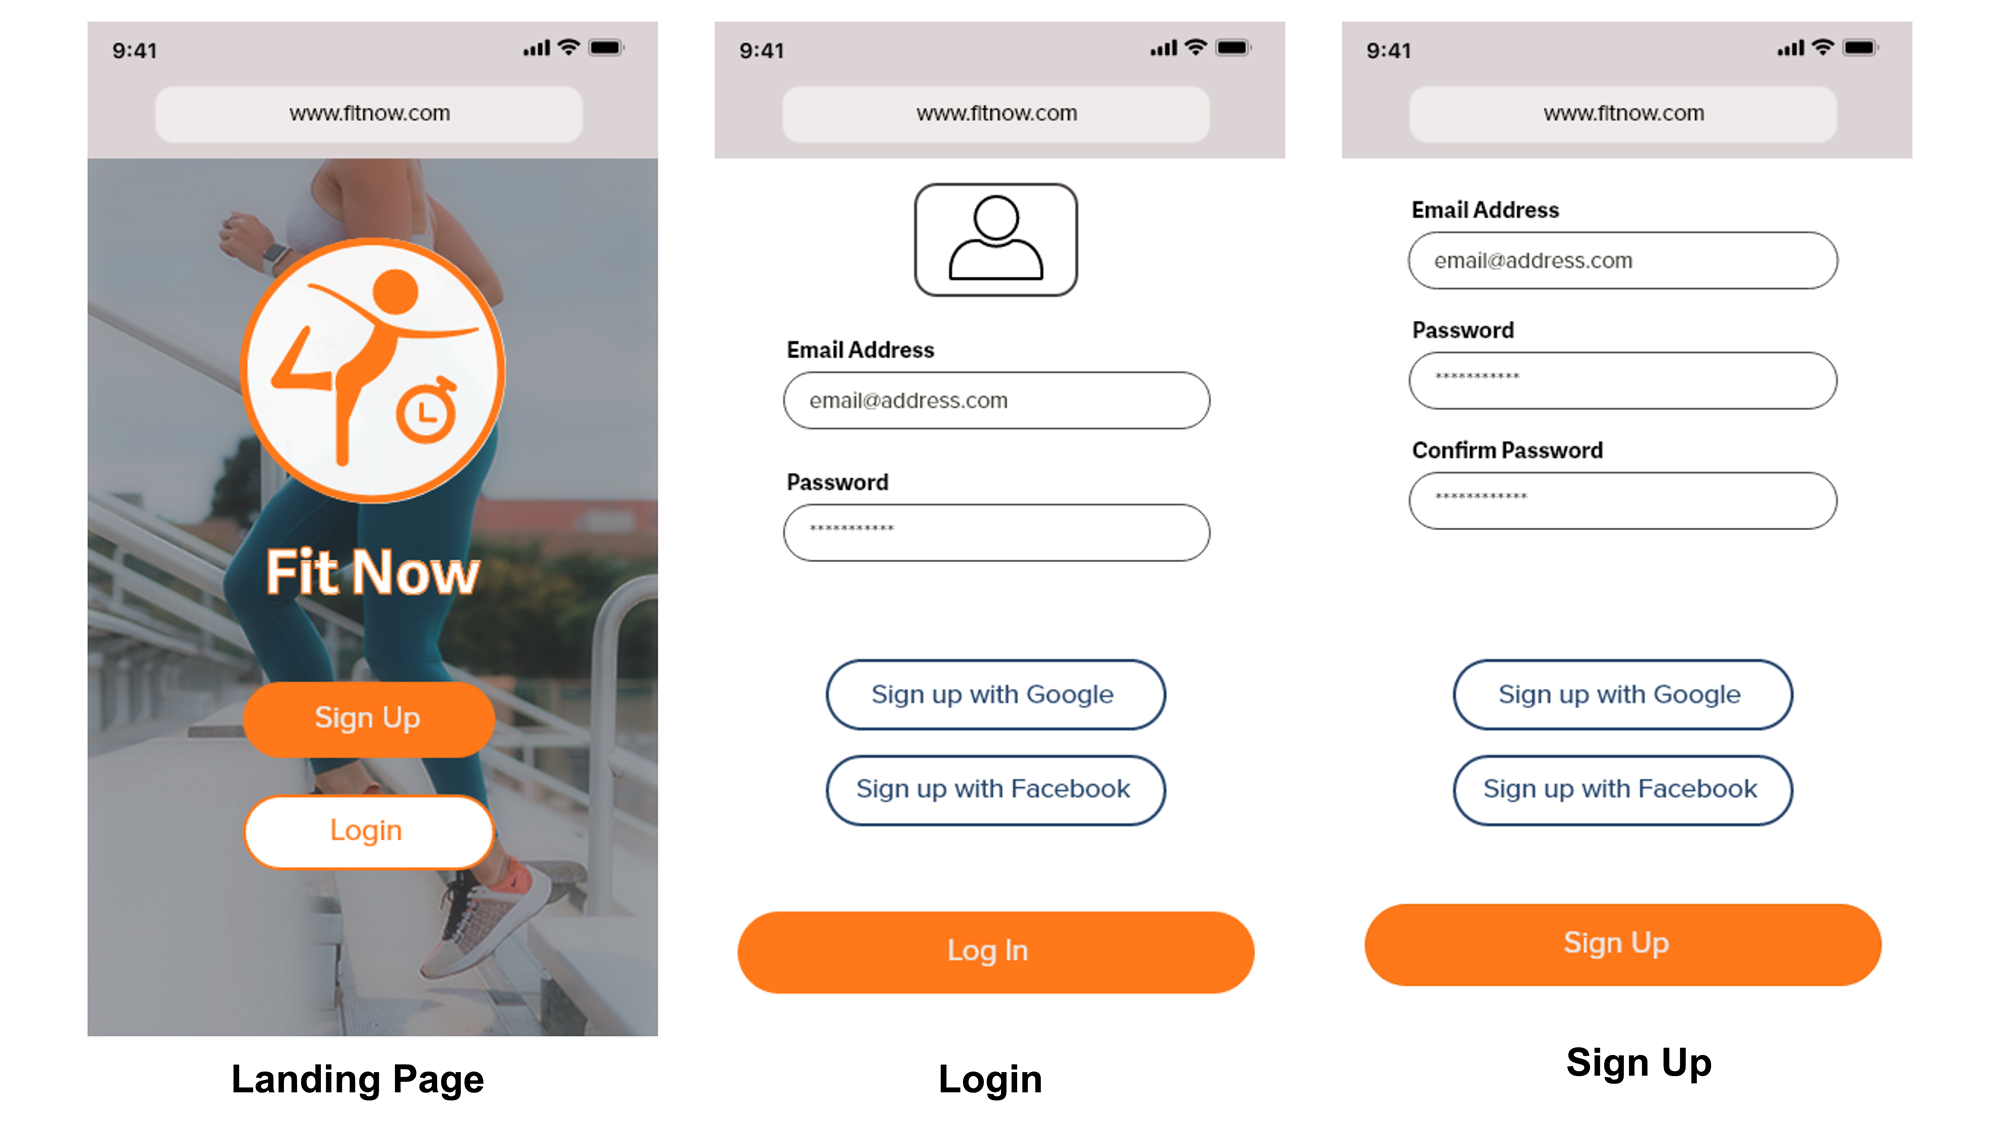 9:41
www.fitnow.com
Fit Now
Sign Up
Login
Landing Page
9:41
www.fitnow.com
Email Address
email@address.com
Password
***********
Sign up with Google
Sign up with Facebook
Log In
Login
9:41
www.fitnow.com
Email Address
email@address.com
Password
***********
Confirm Password
************
Sign up with Google
Sign up with Facebook
Sign Up
Sign Up